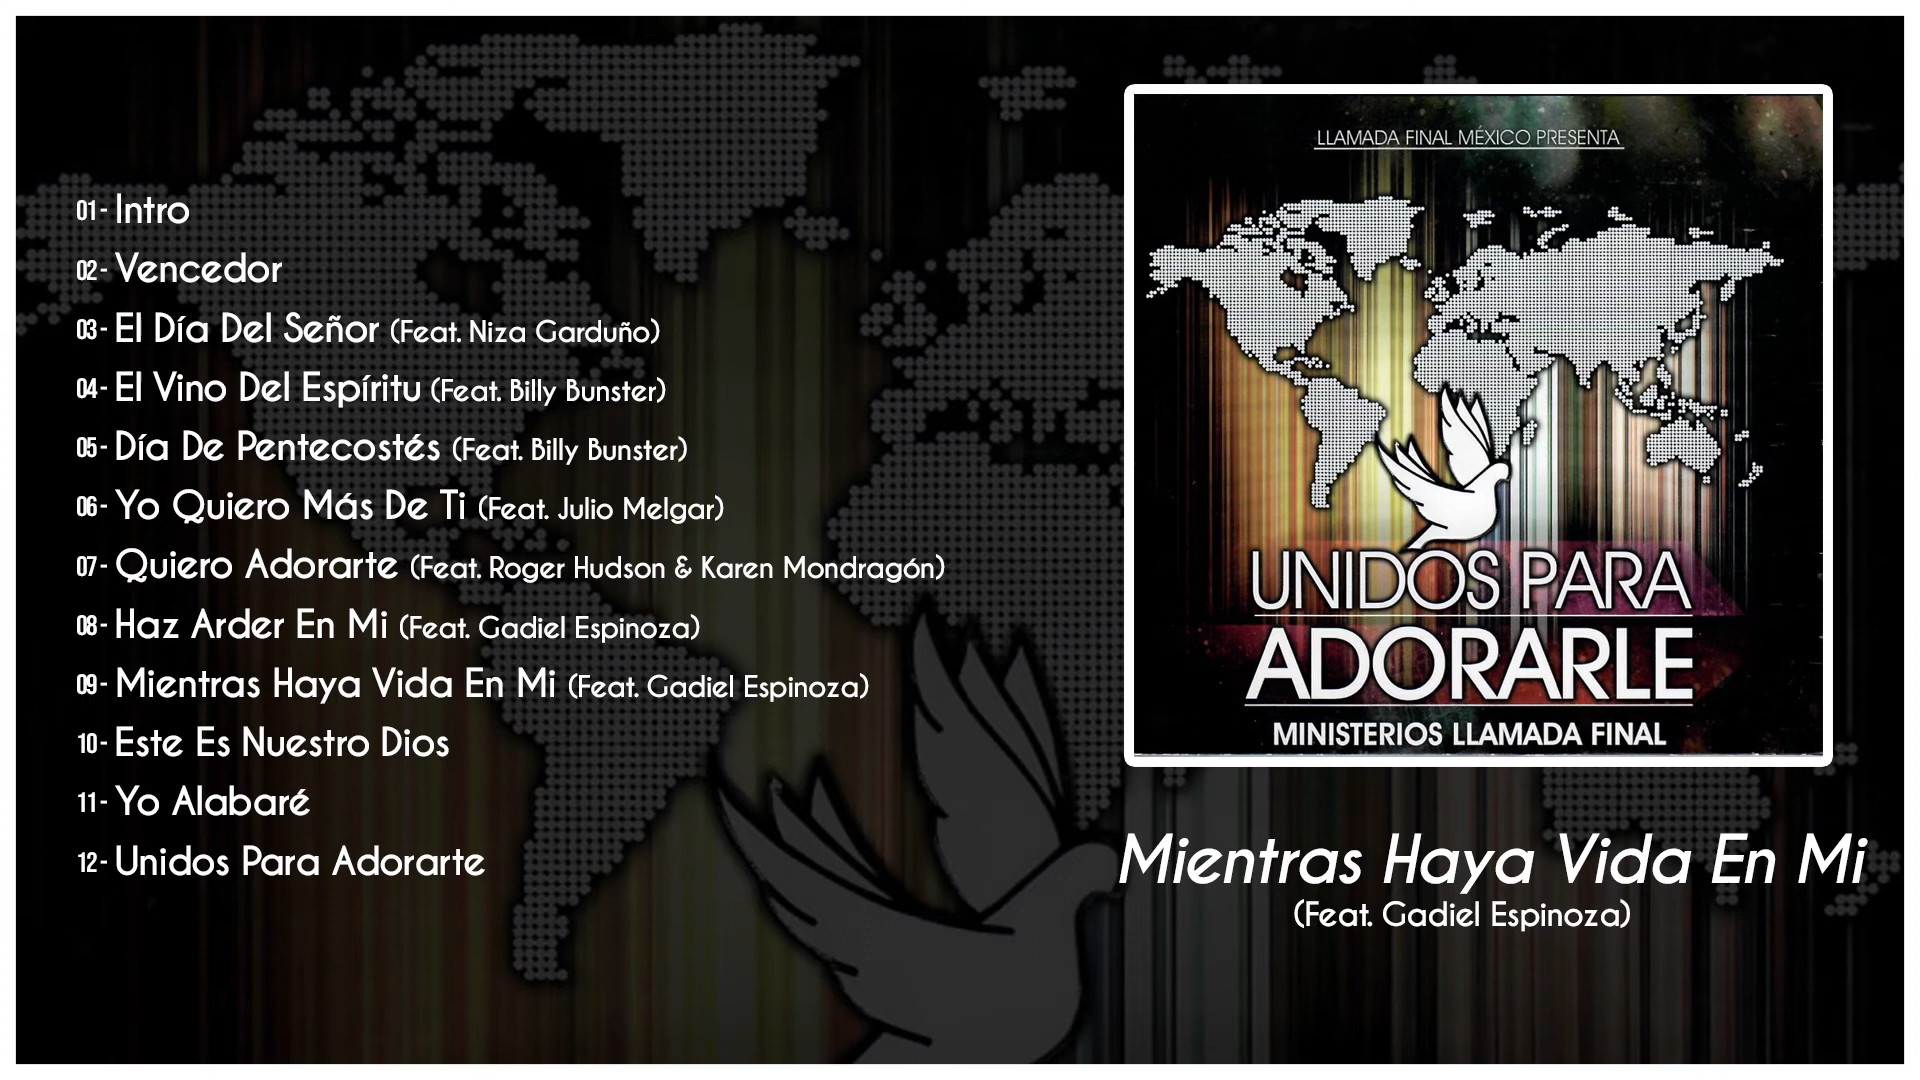 01- Intro
02- Vencedor
03- El Día Del Señor (Feat. Niza Garduño)
04- El Vino Del Espíritu (Feat. Billy Bunster)
05- Día De Pentecostés (Feat. Billy Bunster)
06- Yo Quiero Más De Ti (Feat. Julio Melgar)
07- Quiero Adorarte (Feat. Roger Hudson & Karen Mondragón)
08- Haz Arder En Mi (Feat. Gadiel Espinoza)
09- Mientras Haya Vida En Mi (Feat. Gadiel Espinoza)
10- Este Es Nuestro Dios
11- Yo Alabaré
12- Unidos Para Adorarte
LLAMADA FINAL MÉXICO PRESENTA
UNIDOS PARA
ADORARLE
MINISTERIOS LLAMADA FINAL
Mientras Haya Vida En Mi
(Feat. Gadiel Espinoza)